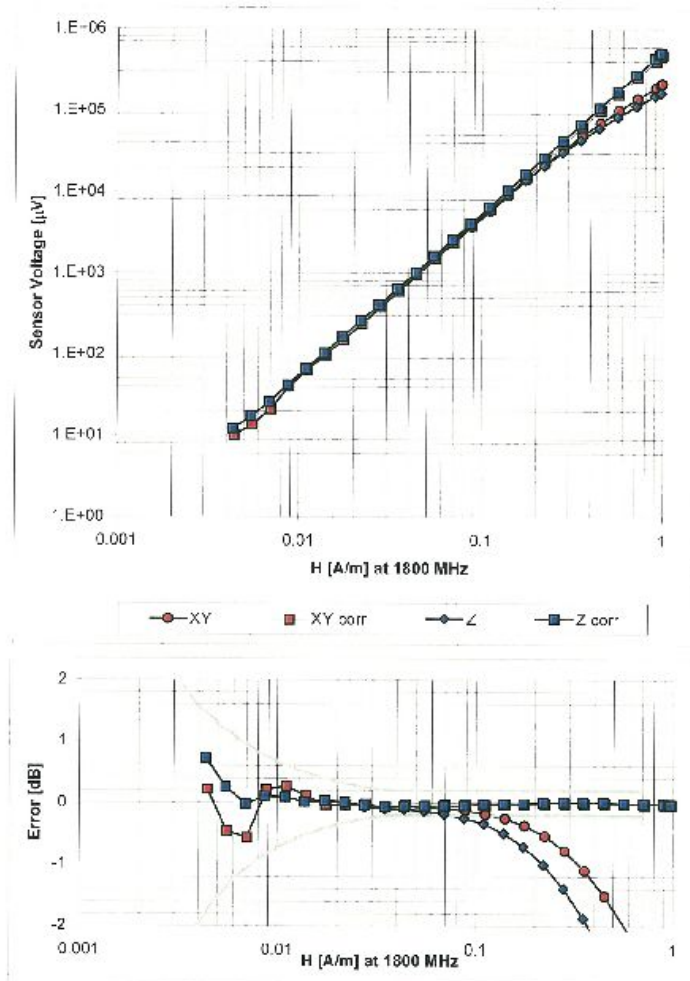 1.E+06
1.E+05
1.E+04
1.E+03
1.E+02
1 E+01
1.E+00
Sensor Voltage [µV]
0.001
0.01
0.1
1
H [A/m] at 1800 MHz
XY
XY corr
Z
Z corr
2
1
0
-1
-2
Error [dB]
0.001
0.01
0.1
1
H [A/m] at 1800 MHz